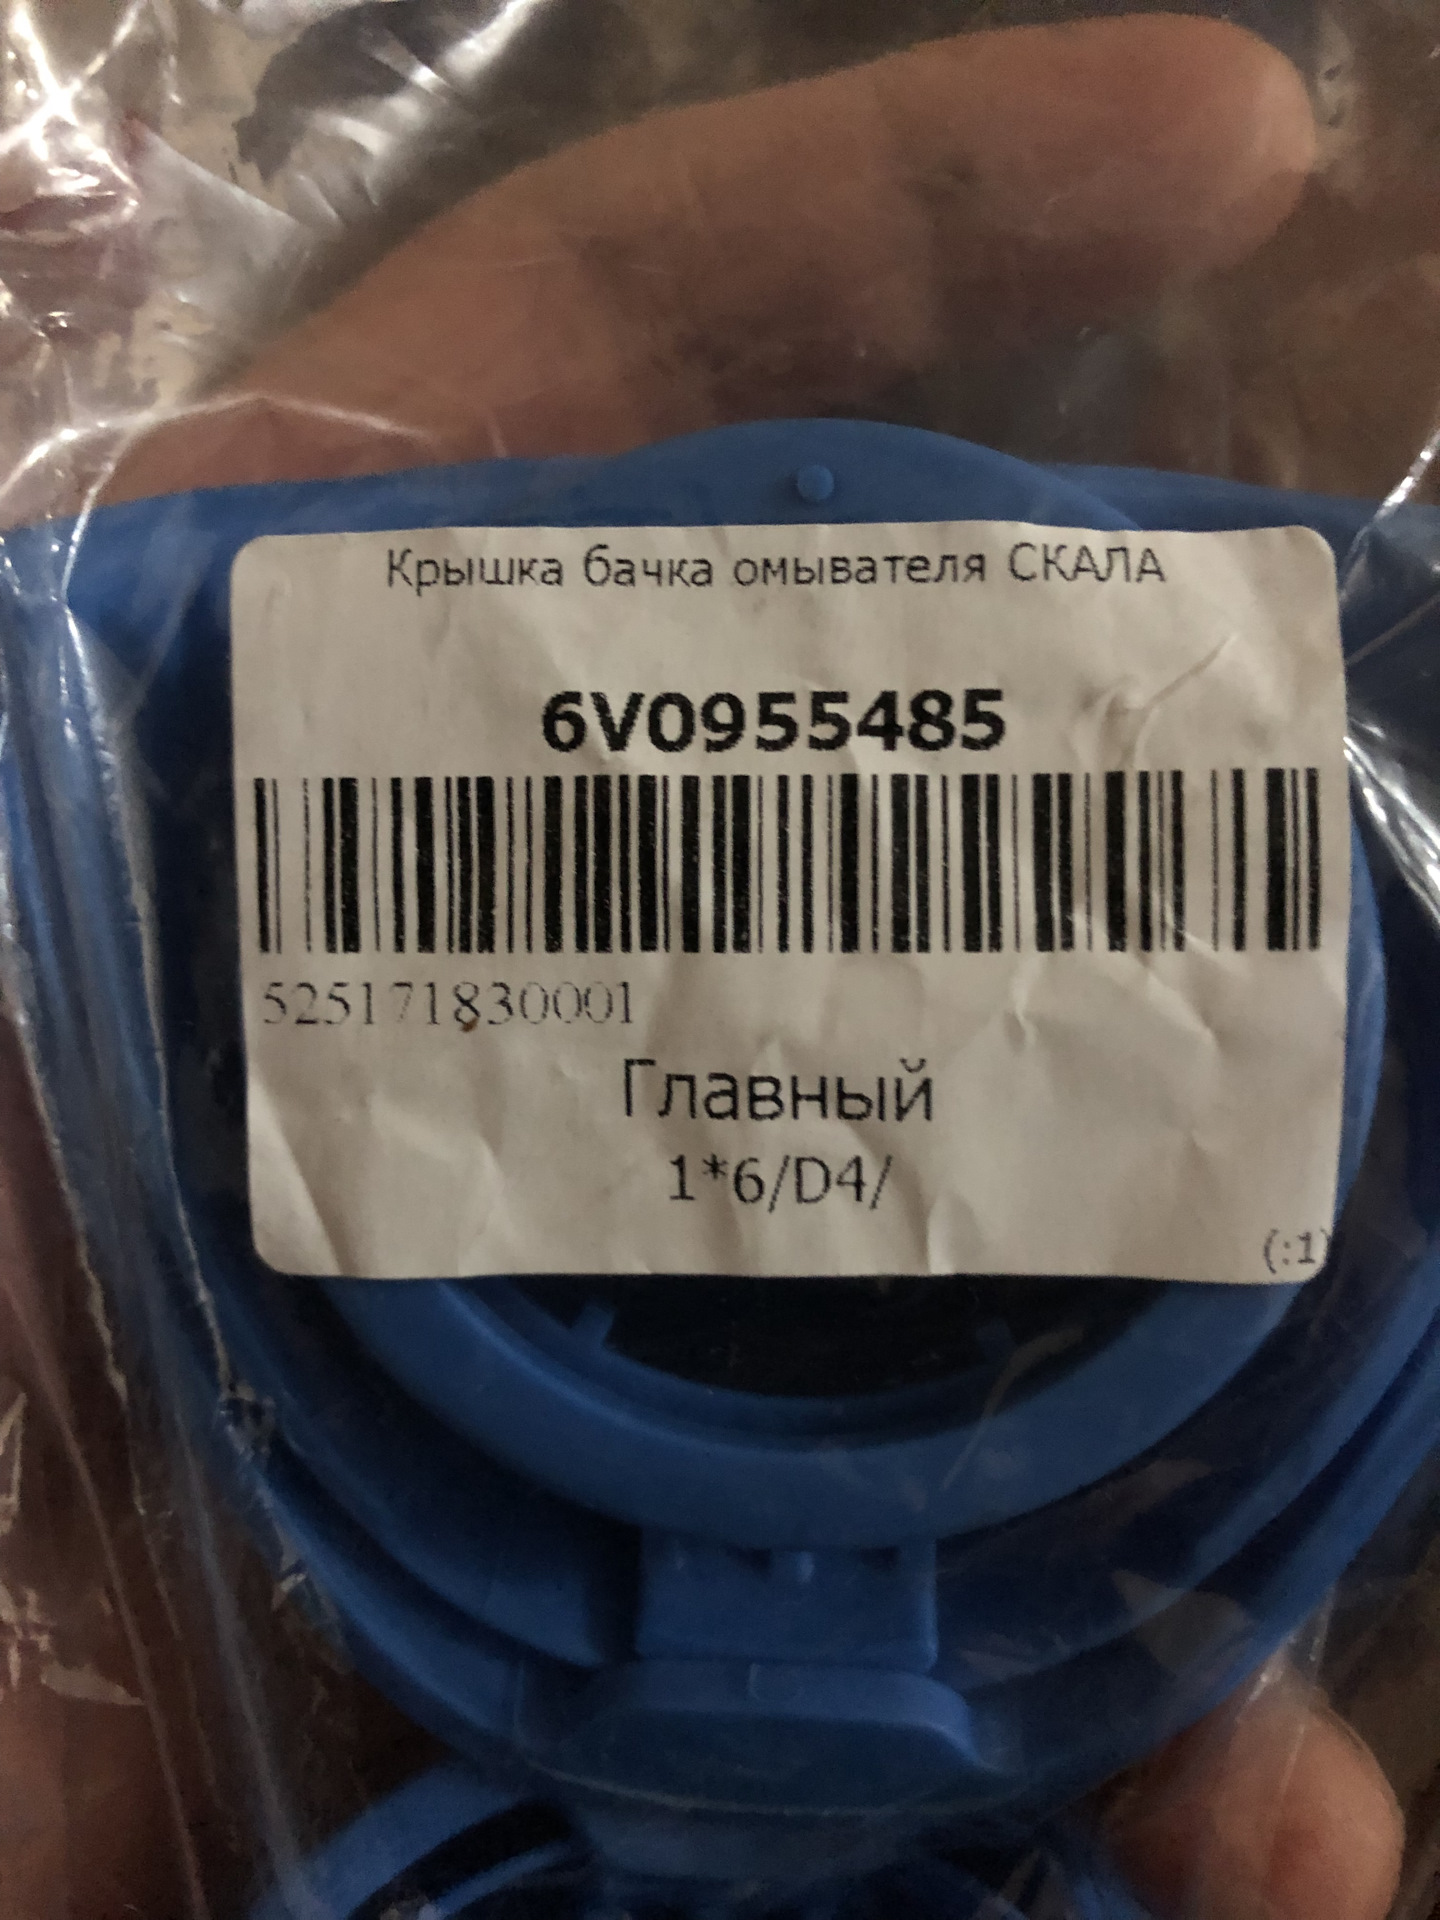 Крышка бачка омывателя СКАЛА
6V0955485
525171830001
Главный
1*6/D4/
(:1)